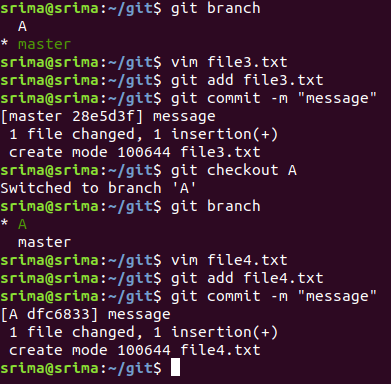 srima@srima:~/git$ git branch
  A
* master
srima@srima:~/git$ vim file3.txt
srima@srima:~/git$ git add file3.txt
srima@srima:~/git$ git commit -m "message"
[master 28e5d3f] message
 1 file changed, 1 insertion(+)
 create mode 100644 file3.txt
srima@srima:~/git$ git checkout A
Switched to branch 'A'
srima@srima:~/git$ git branch
* A
  master
srima@srima:~/git$ vim file4.txt
srima@srima:~/git$ git add file4.txt
srima@srima:~/git$ git commit -m "message"
[A dfc6833] message
 1 file changed, 1 insertion(+)
 create mode 100644 file4.txt
srima@srima:~/git$